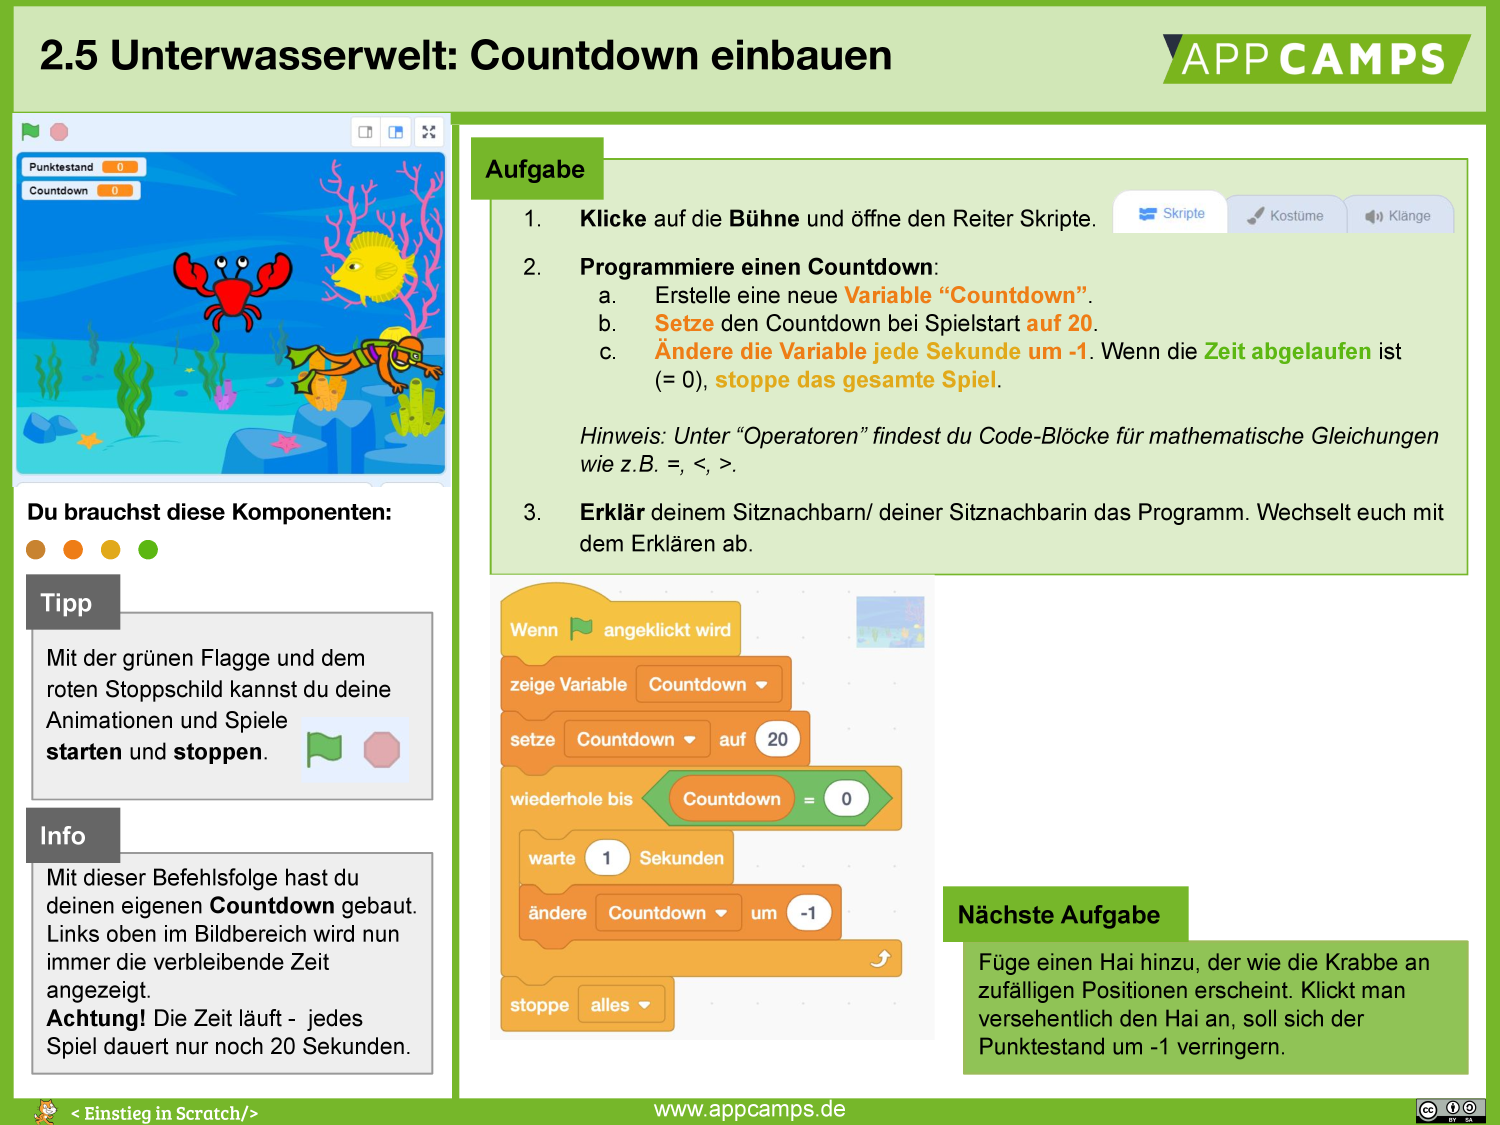 2.5 Unterwasserwelt: Countdown einbauen
APP CAMPS
Punktestand 0
Countdown 0
Du brauchst diese Komponenten:
Tipp
Mit der grünen Flagge und dem
roten Stoppschild kannst du deine
Animationen und Spiele
starten und stoppen.
Info
Mit dieser Befehlsfolge hast du
deinen eigenen Countdown gebaut.
Links oben im Bildbereich wird nun
immer die verbleibende Zeit
angezeigt.
Achtung! Die Zeit läuft - jedes
Spiel dauert nur noch 20 Sekunden.
Aufgabe
1. Klicke auf die Bühne und öffne den Reiter Skripte.
Skripte Kostüme Klänge
2. Programmiere einen Countdown:
a. Erstelle eine neue Variable “Countdown”.
b. Setze den Countdown bei Spielstart auf 20.
c. Ändere die Variable jede Sekunde um -1. Wenn die Zeit abgelaufen ist
(= 0), stoppe das gesamte Spiel.
Hinweis: Unter “Operatoren” findest du Code-Blöcke für mathematische Gleichungen
wie z.B. =, <, >.
3. Erklär deinem Sitznachbarn/ deiner Sitznachbarin das Programm. Wechselt euch mit
dem Erklären ab.
Wenn angeklickt wird
zeige Variable Countdown
setze Countdown auf 20
wiederhole bis Countdown = 0
warte 1 Sekunden
ändere Countdown um -1
stoppe alles
Nächste Aufgabe
Füge einen Hai hinzu, der wie die Krabbe an
zufälligen Positionen erscheint. Klickt man
versehentlich den Hai an, soll sich der
Punktestand um -1 verringern.
< Einstieg in Scratch/>
www.appcamps.de
cc BY SA